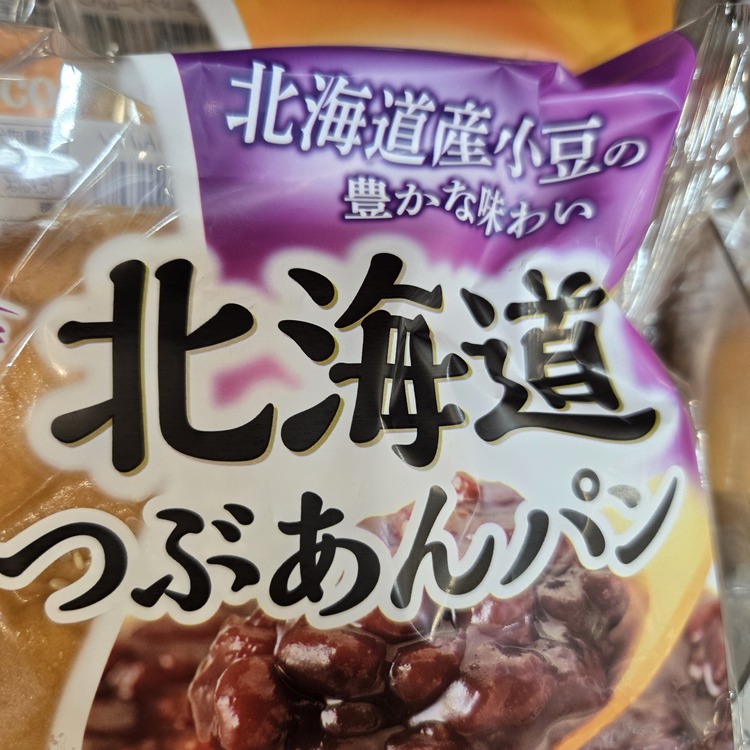 北海道産小豆の
豊かな味わい
北海道
つぶあんパン